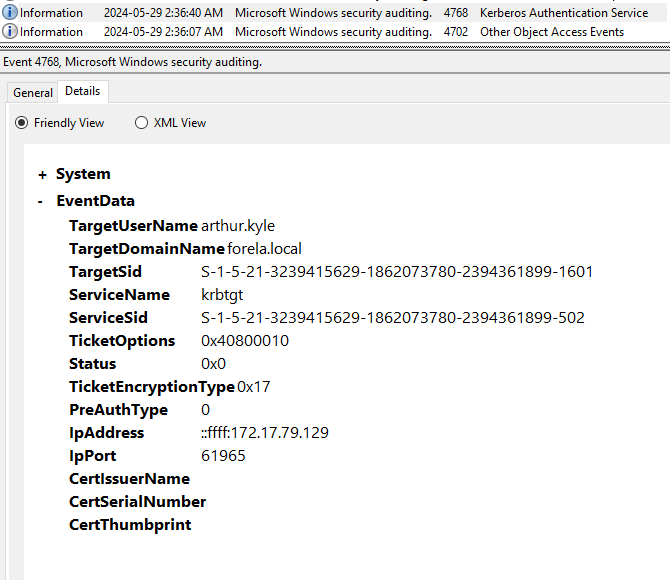 Information 2024-05-29 2:36:40 AM Microsoft Windows security auditing. 4768 Kerberos Authentication Service
Information 2024-05-29 2:36:07 AM Microsoft Windows security auditing. 4702 Other Object Access Events
Event 4768, Microsoft Windows security auditing.
General Details
Friendly View XML View
+ System
- EventData
TargetUserName arthur.kyle
TargetDomainName forela.local
TargetSid S-1-5-21-3239415629-1862073780-2394361899-1601
ServiceName krbtgt
ServiceSid S-1-5-21-3239415629-1862073780-2394361899-502
TicketOptions 0x40800010
Status 0x0
TicketEncryptionType 0x17
PreAuthType 0
IpAddress ::ffff:172.17.79.129
IpPort 61965
CertIssuerName
CertSerialNumber
CertThumbprint